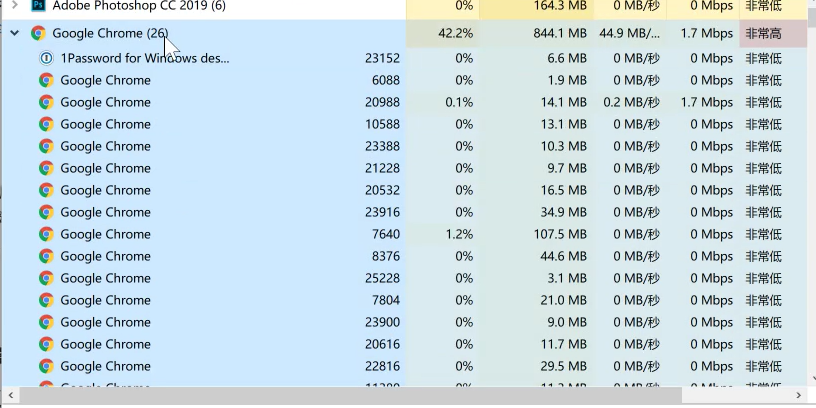 Adobe Photoshop CC 2019 (6) 0% 164.3 MB 0 MB/秒 0 Mbps 非常低
Google Chrome (26) 42.2% 844.1 MB 44.9 MB/... 1.7 Mbps 非常高
1Password for Windows des... 23152 0% 6.6 MB 0 MB/秒 0 Mbps 非常低
Google Chrome 6088 0% 1.9 MB 0 MB/秒 0 Mbps 非常低
Google Chrome 20988 0.1% 14.1 MB 0.2 MB/秒 1.7 Mbps 非常低
Google Chrome 10588 0% 13.1 MB 0 MB/秒 0 Mbps 非常低
Google Chrome 23388 0% 10.3 MB 0 MB/秒 0 Mbps 非常低
Google Chrome 21228 0% 9.7 MB 0 MB/秒 0 Mbps 非常低
Google Chrome 20532 0% 16.5 MB 0 MB/秒 0 Mbps 非常低
Google Chrome 23916 0% 34.9 MB 0 MB/秒 0 Mbps 非常低
Google Chrome 7640 1.2% 107.5 MB 0 MB/秒 0 Mbps 非常低
Google Chrome 8376 0% 44.6 MB 0 MB/秒 0 Mbps 非常低
Google Chrome 25228 0% 3.1 MB 0 MB/秒 0 Mbps 非常低
Google Chrome 7804 0% 21.0 MB 0 MB/秒 0 Mbps 非常低
Google Chrome 23900 0% 9.0 MB 0 MB/秒 0 Mbps 非常低
Google Chrome 20616 0% 11.7 MB 0 MB/秒 0 Mbps 非常低
Google Chrome 22816 0% 29.5 MB 0 MB/秒 0 Mbps 非常低